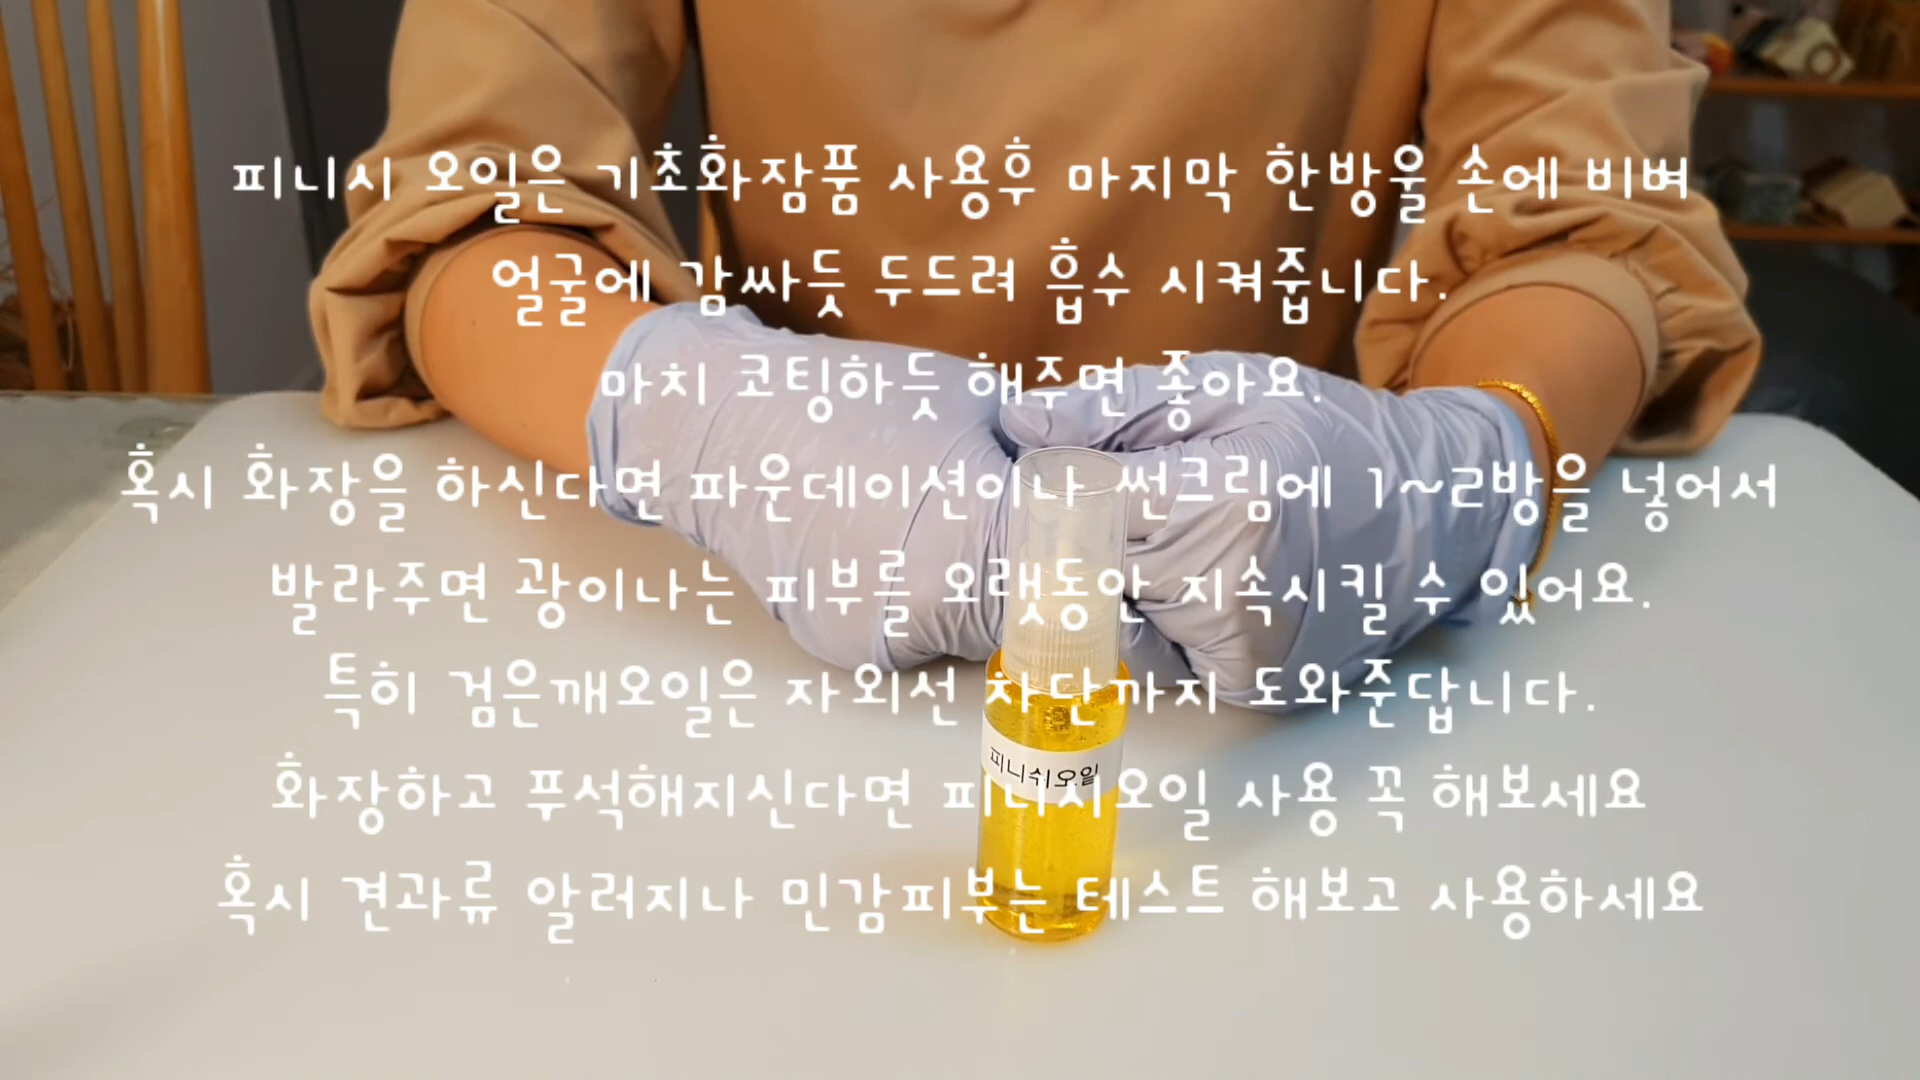 피니시 오일은 기초화잠품 사용후 마지막 한방울 손에 비벼
얼굴에 감싸듯 두드려 흡수 시켜줍니다.
마치 코팅하듯 해주면 좋아요.
혹시 화장을 하신다면 파운데이션이나 썬크림에 1~2방을 넣어서
발라주면 광이나는 피부를 오랫동안 지속시킬 수 있어요.
특히 검은깨오일은 자외선 차단까지 도와준답니다.
화장하고 푸석해지신다면 피니시오일 사용 꼭 해보세요
혹시 견과류 알러지나 민감피부는 테스트 해보고 사용하세요
피니쉬오일